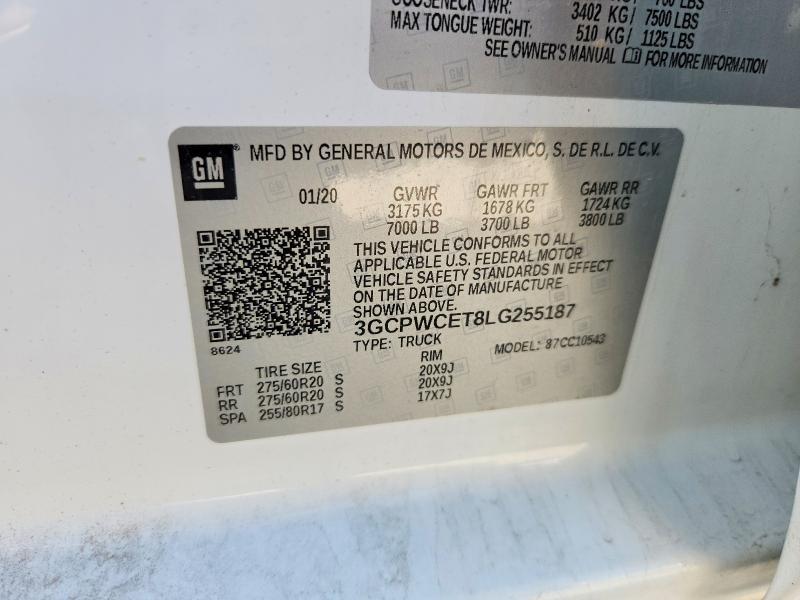 GOOSENECK TWR: 3402 KG/ 7500 LBS
MAX TONGUE WEIGHT: 510 KG/ 1125 LBS
SEE OWNER'S MANUAL FOR MORE INFORMATION
GM ® MFD BY GENERAL MOTORS DE MEXICO, S. DE R.L. DE C.V.
01/20 GVWR GAWR FRT GAWR RR
3175 KG 1678 KG 1724 KG
7000 LB 3700 LB 3800 LB
THIS VEHICLE CONFORMS TO ALL
APPLICABLE U.S. FEDERAL MOTOR
VEHICLE SAFETY STANDARDS IN EFFECT
ON THE DATE OF MANUFACTURE
SHOWN ABOVE.
3GCPWCET8LG255187
8624 TYPE: TRUCK MODEL: 87CC10543
TIRE SIZE RIM
FRT 275/60R20 S 20X9J
RR 275/60R20 S 20X9J
SPA 255/80R17 S 17X7J